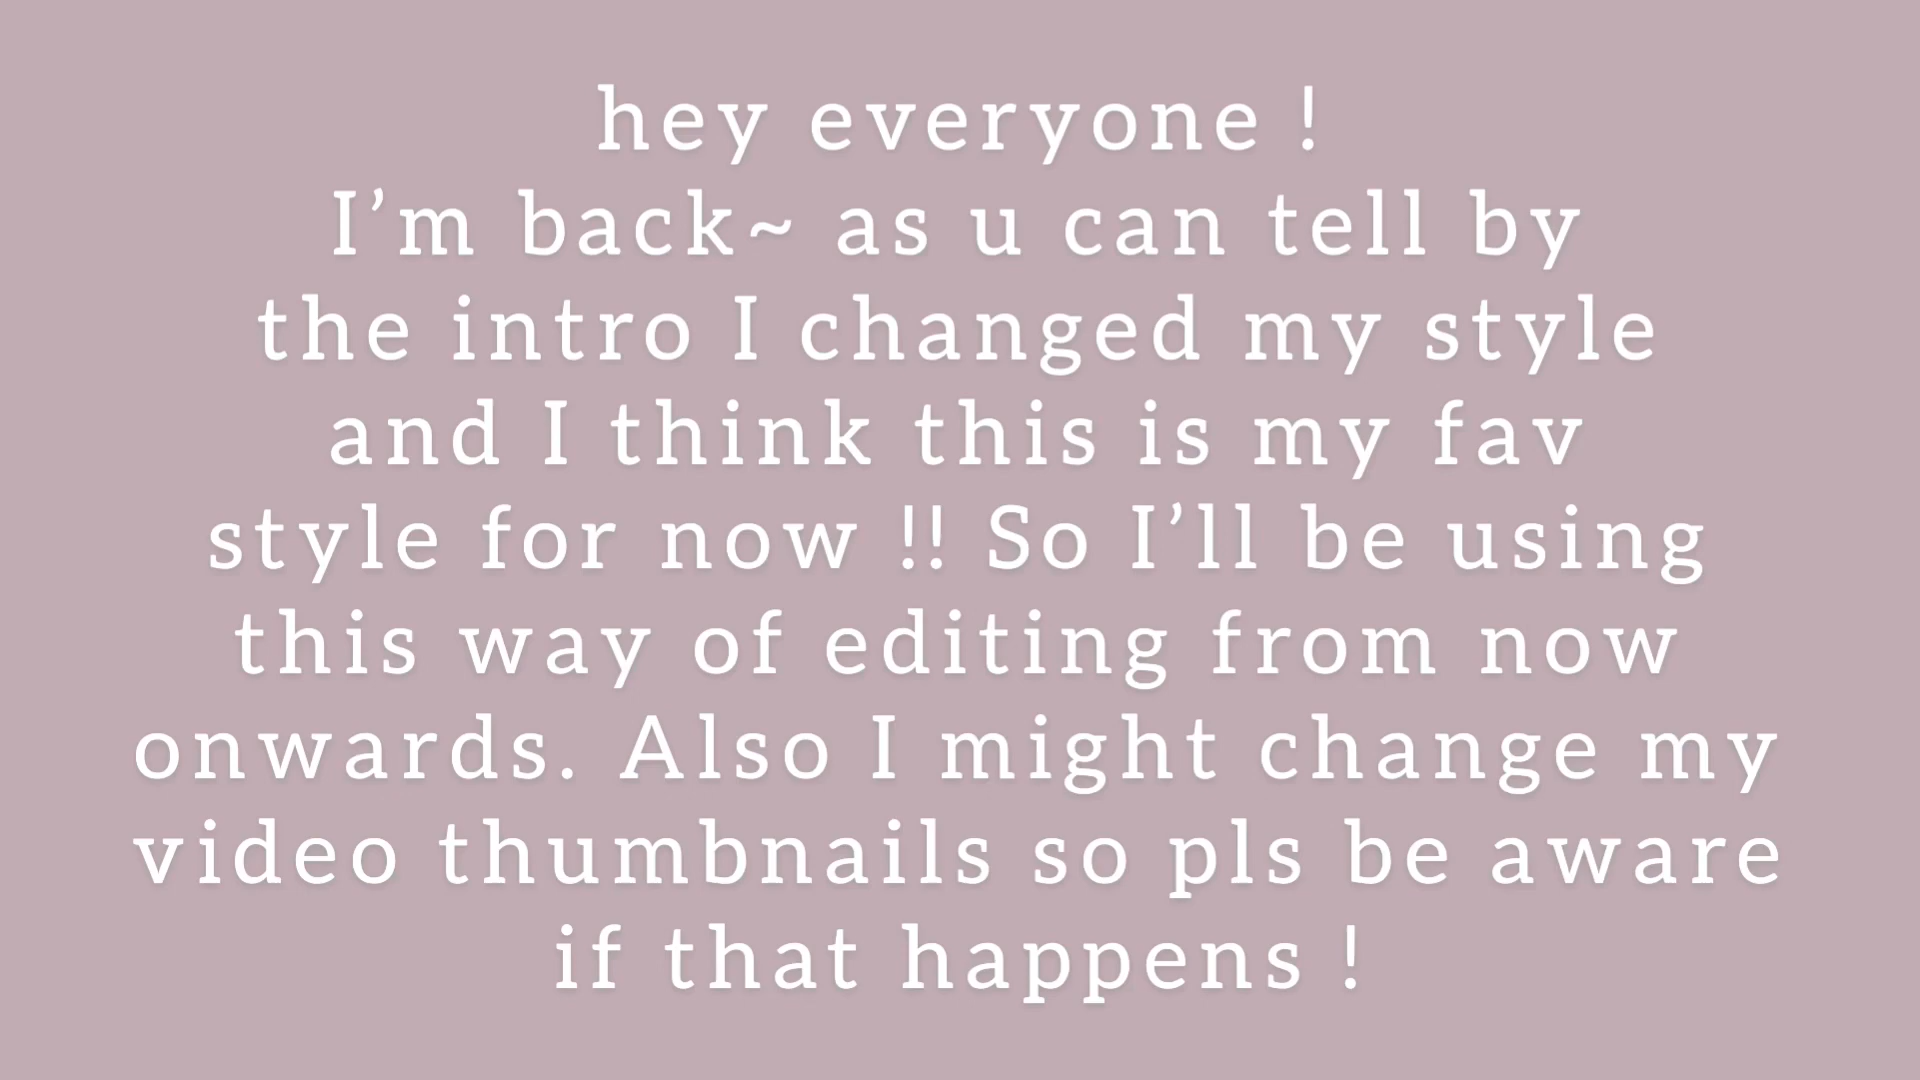 hey everyone !
I’m back~ as u can tell by
the intro I changed my style
and I think this is my fav
style for now !! So I’ll be using
this way of editing from now
onwards. Also I might change my
video thumbnails so pls be aware
if that happens !